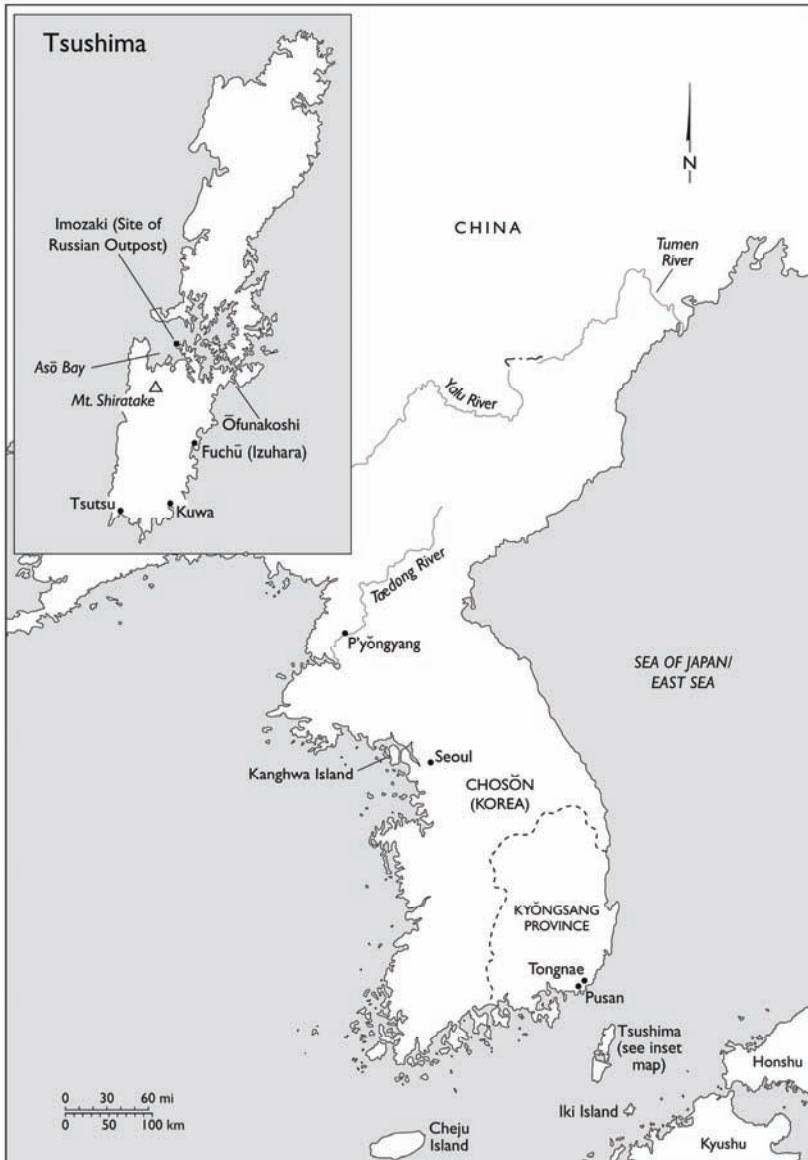 Tsushima
Imozaki (Site of
Russian Outpost)
Asō Bay
Mt. Shiratake
Ōfunakoshi
Fuchū (Izuhara)
Tsutsu
Kuwa
N
CHINA
Tumen
River
Yalu River
Taedong River
P'yŏngyang
SEA OF JAPAN/
EAST SEA
Kanghwa Island
Seoul
CHOSŎN
(KOREA)
KYŎNGSANG
PROVINCE
Tongnae
Pusan
Tsushima
(see inset
map)
Honshu
Iki Island
Kyushu
Cheju
Island
0 30 60 mi
0 50 100 km